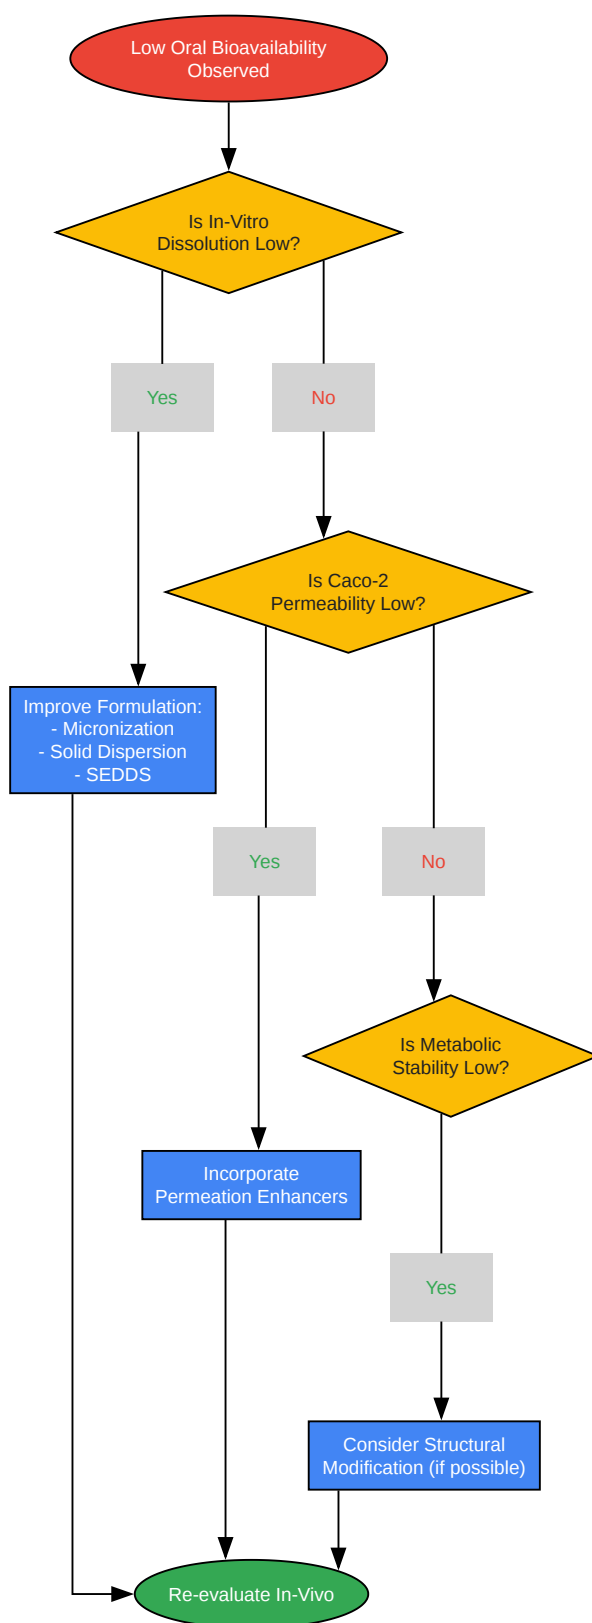 Low Oral Bioavailability
Observed
Is In-Vitro
Dissolution Low?
Yes
No
Is Caco-2
Permeability Low?
Improve Formulation:
- Micronization
- Solid Dispersion
- SEDDS
Yes
No
Is Metabolic
Stability Low?
Incorporate
Permeation Enhancers
Yes
Consider Structural
Modification (if possible)
Re-evaluate In-Vivo